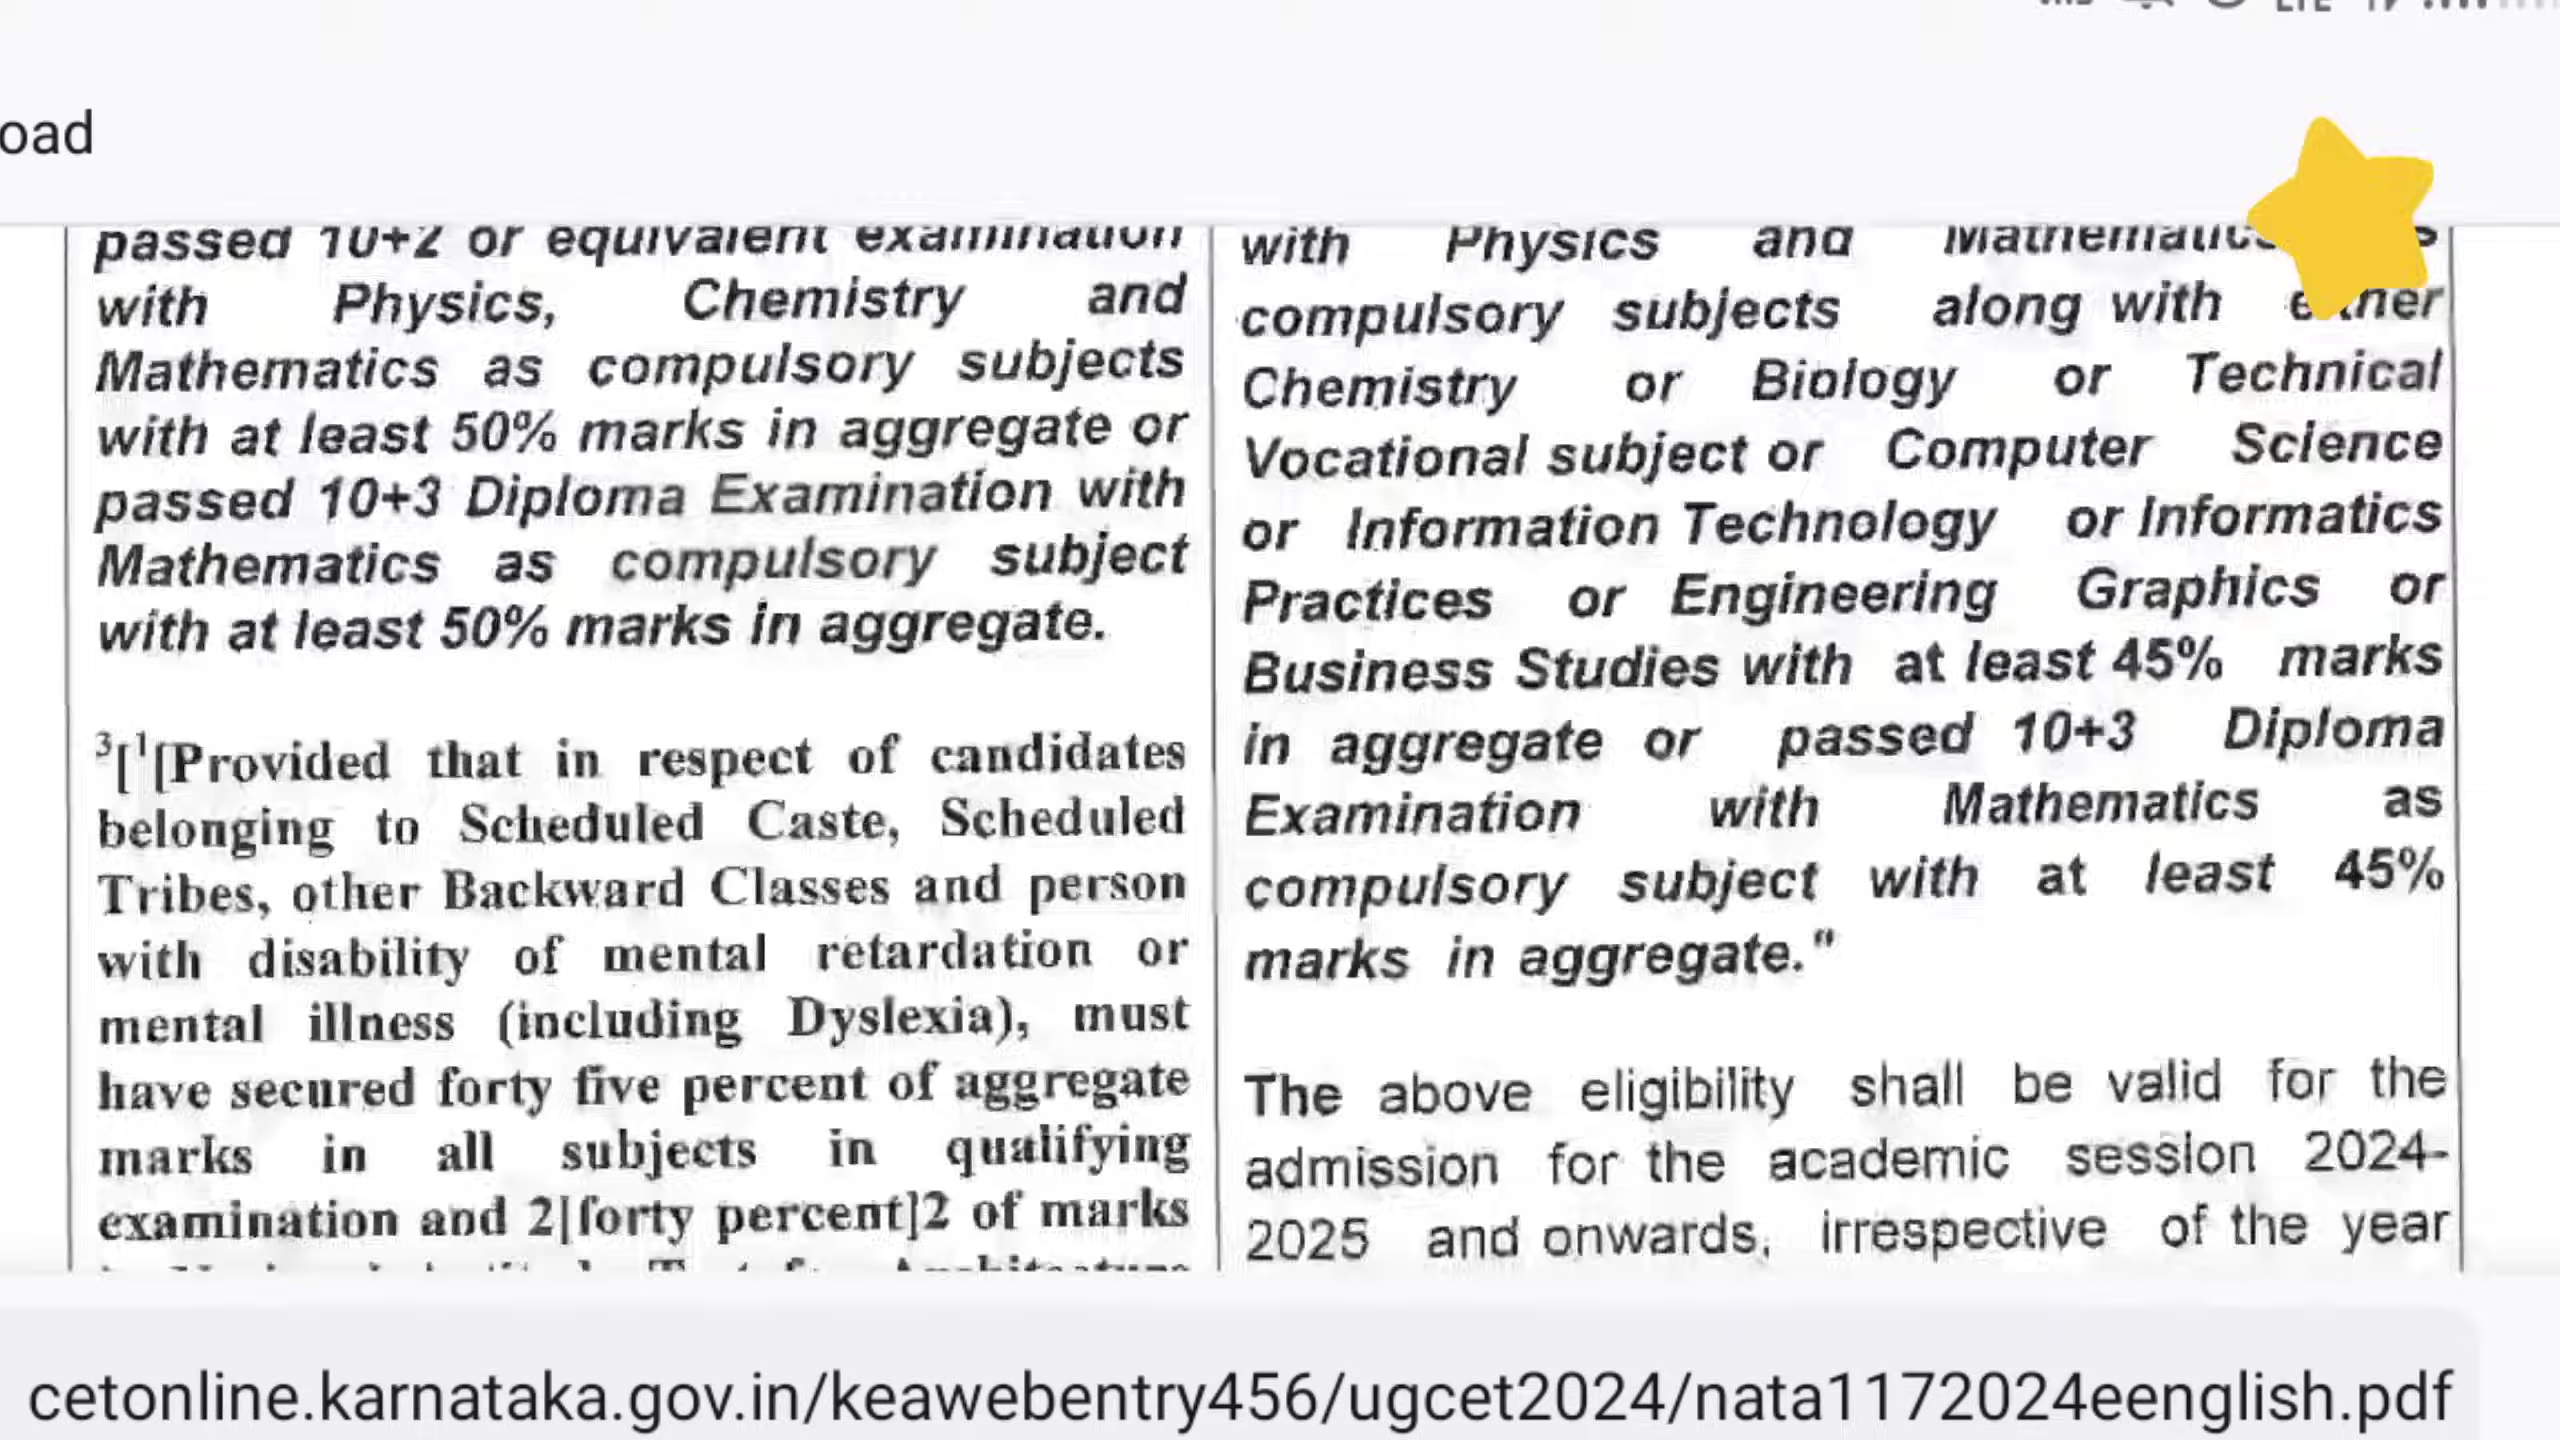 oad
passed 10+2 or equivalent examination
with Physics, Chemistry and
Mathematics as compulsory subjects
with at least 50% marks in aggregate or
passed 10+3 Diploma Examination with
Mathematics as compulsory subject
with at least 50% marks in aggregate.
3[1[Provided that in respect of candidates
belonging to Scheduled Caste, Scheduled
Tribes, other Backward Classes and person
with disability of mental retardation or
mental illness (including Dyslexia), must
have secured forty five percent of aggregate
marks in all subjects in qualifying
examination and 2[forty percent]2 of marks
with Physics and Mathematics
compulsory subjects along with either
Chemistry or Biology or Technical
Vocational subject or Computer Science
or Information Technology or Informatics
Practices or Engineering Graphics or
Business Studies with at least 45% marks
in aggregate or passed 10+3 Diploma
Examination with Mathematics as
compulsory subject with at least 45%
marks in aggregate."
The above eligibility shall be valid for the
admission for the academic session 2024-
2025 and onwards, irrespective of the year
cetonline.karnataka.gov.in/keawebentry456/ugcet2024/nata1172024eenglish.pdf